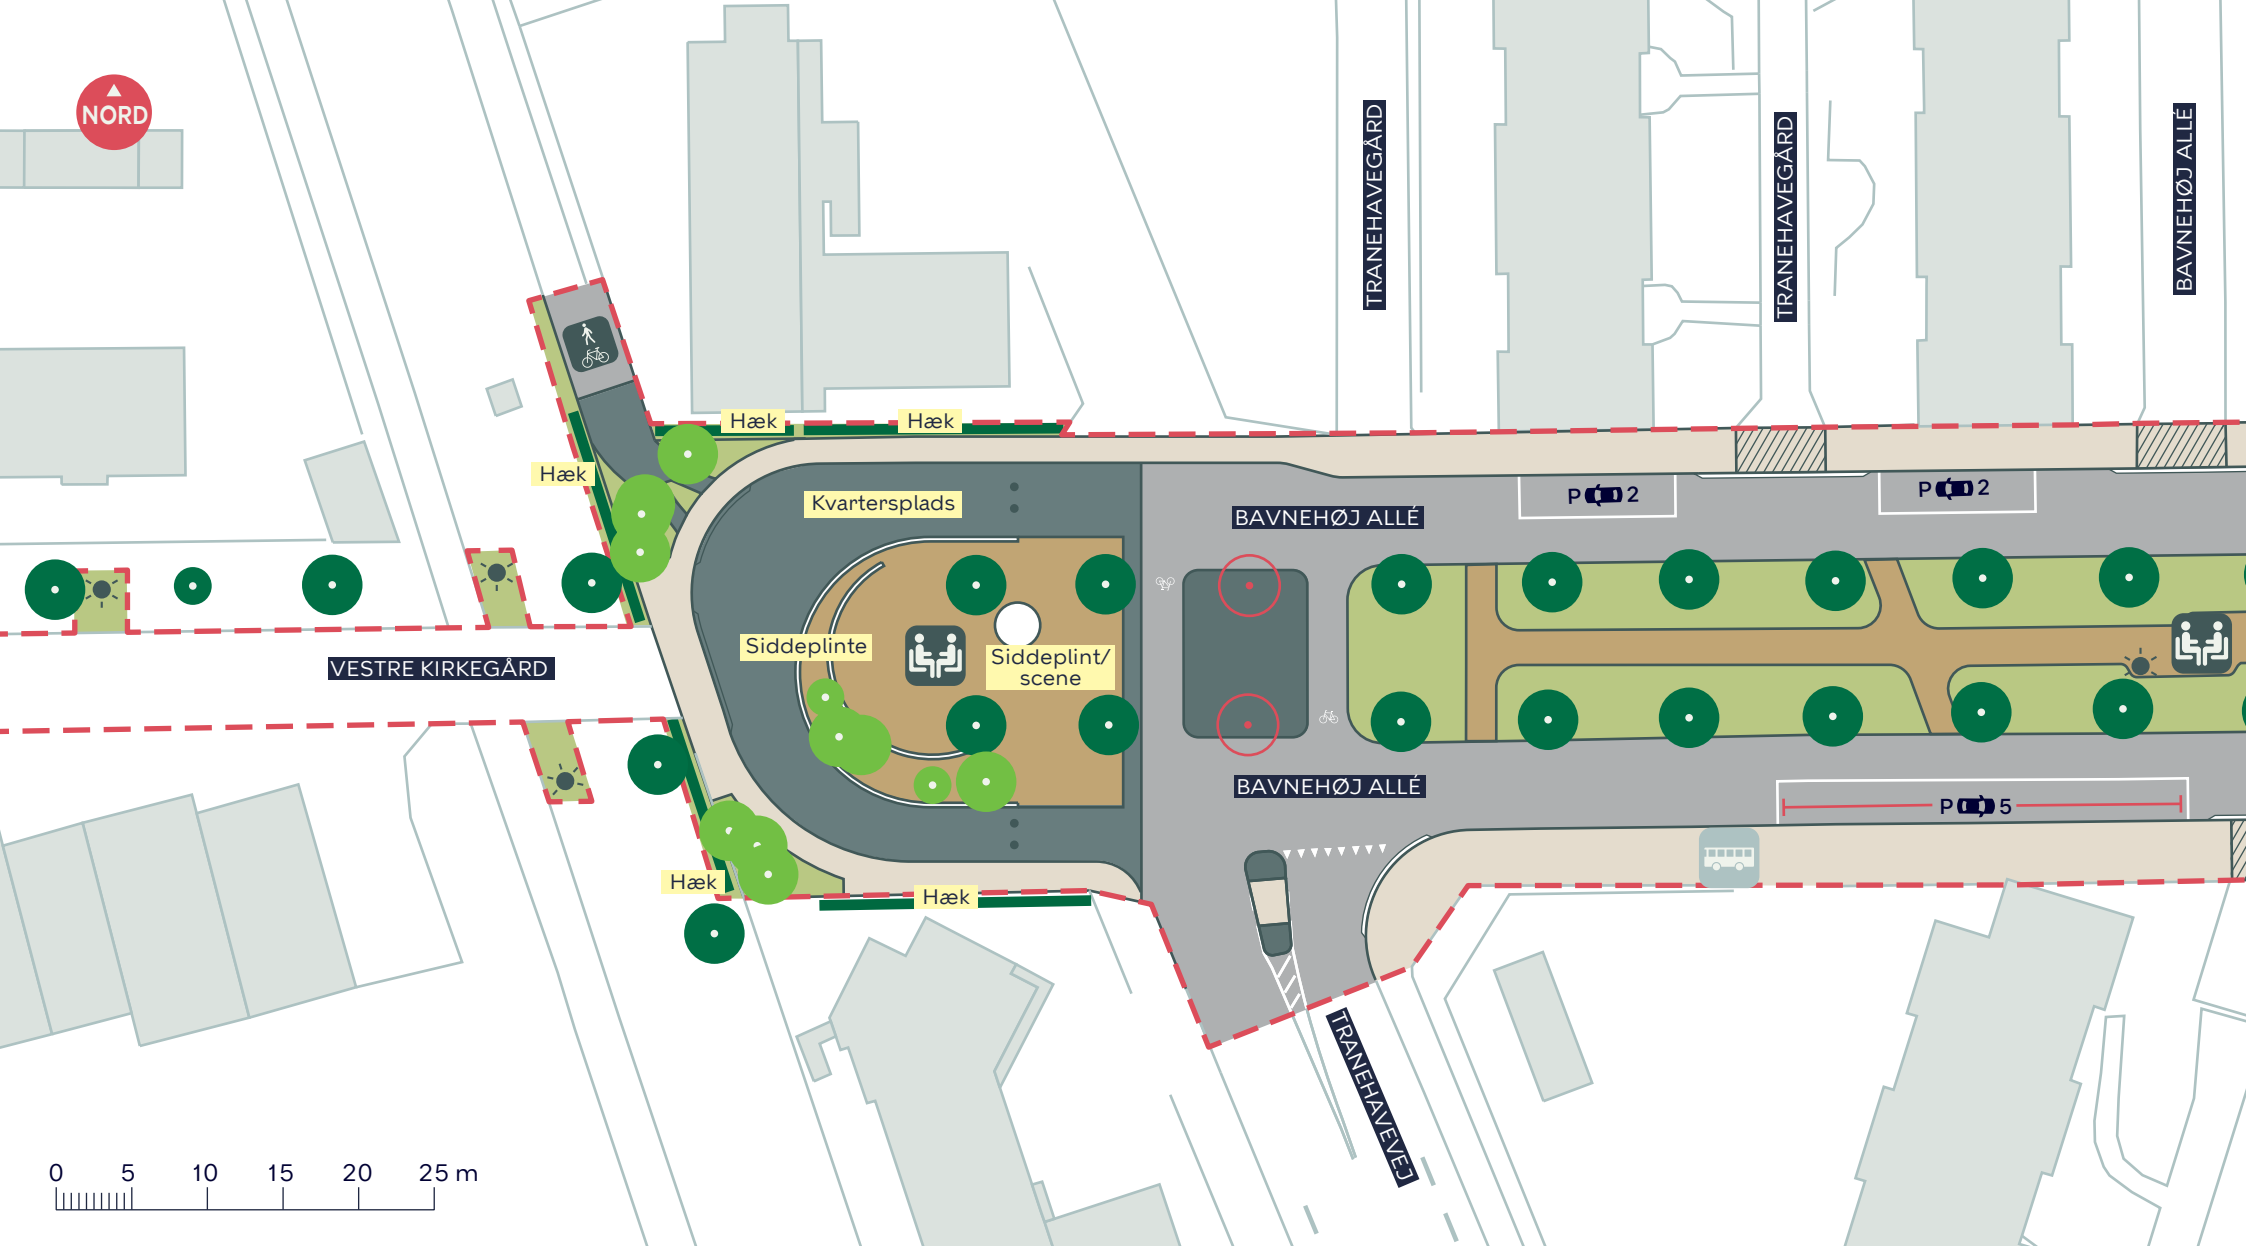 NORD
TRANEHAVEGÅRD
TRANEHAVEGÅRD
BAVNEHØJ ALLÉ
Hæk
Hæk
Hæk
Kvartersplads
BAVNEHØJ ALLÉ
P 2
P 2
Siddeplinte
Siddeplint/
scene
VESTRE KIRKEGÅRD
BAVNEHØJ ALLÉ
P 5
Hæk
Hæk
TRANEHAVEVEJ
0 5 10 15 20 25 m